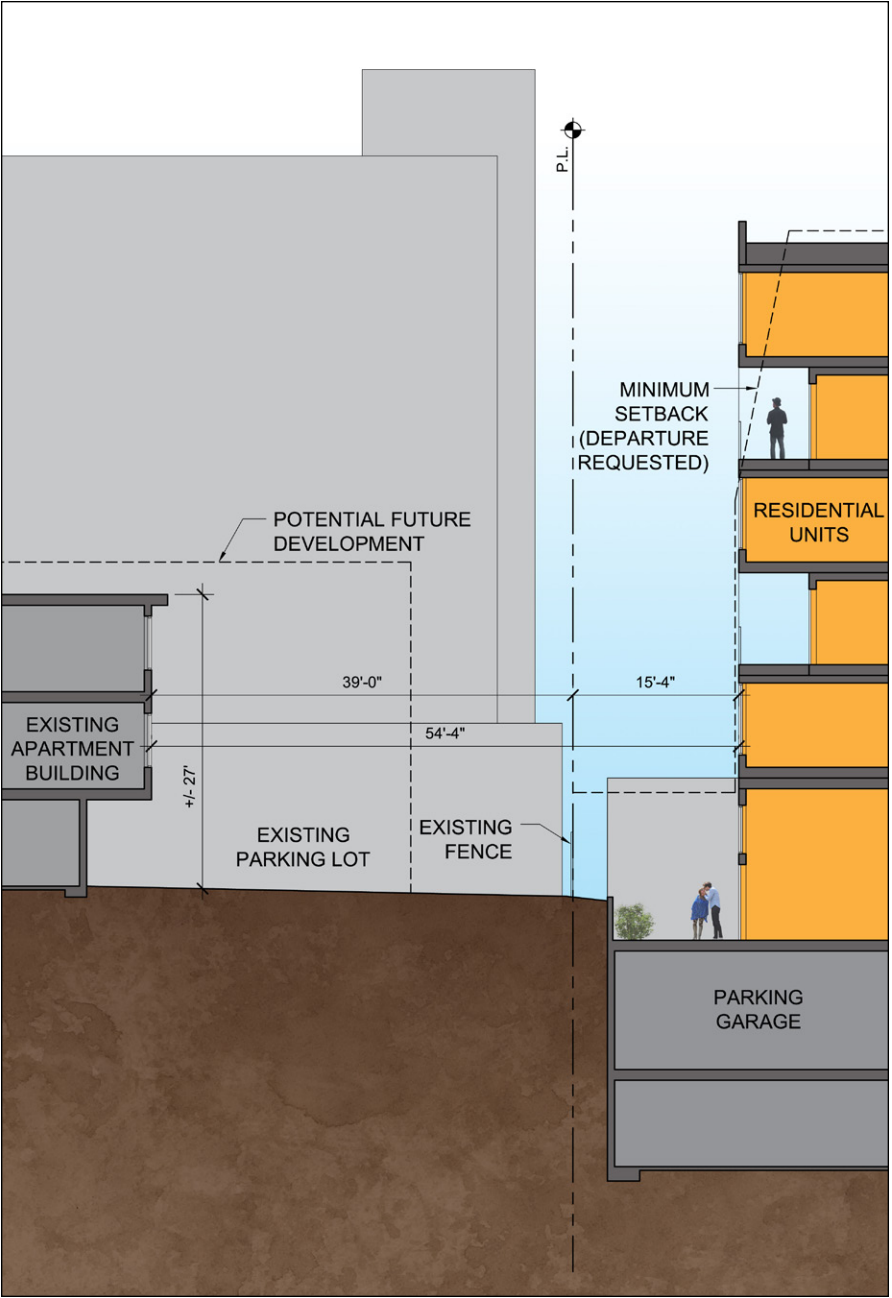 P.L.
MINIMUM
SETBACK
(DEPARTURE
REQUESTED)
POTENTIAL FUTURE
DEVELOPMENT
RESIDENTIAL
UNITS
39'-0"
15'-4"
54'-4"
EXISTING
APARTMENT
BUILDING
+/- 27'
EXISTING
PARKING LOT
EXISTING
FENCE
PARKING
GARAGE